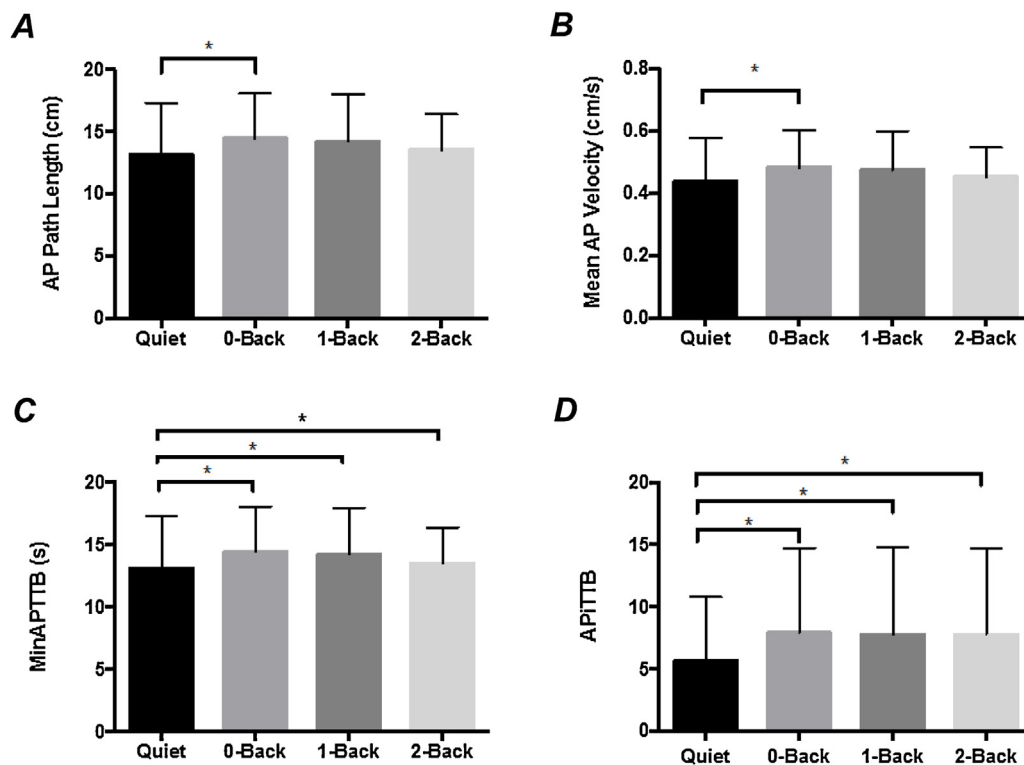 A
*
AP Path Length (cm)
20
15
10
5
0
Quiet 0-Back 1-Back 2-Back
B
*
Mean AP Velocity (cm/s)
0.8
0.6
0.4
0.2
0.0
Quiet 0-Back 1-Back 2-Back
C
*
*
*
MinAPTTB (s)
20
15
10
5
0
Quiet 0-Back 1-Back 2-Back
D
*
*
*
APiTTB
20
15
10
5
0
Quiet 0-Back 1-Back 2-Back